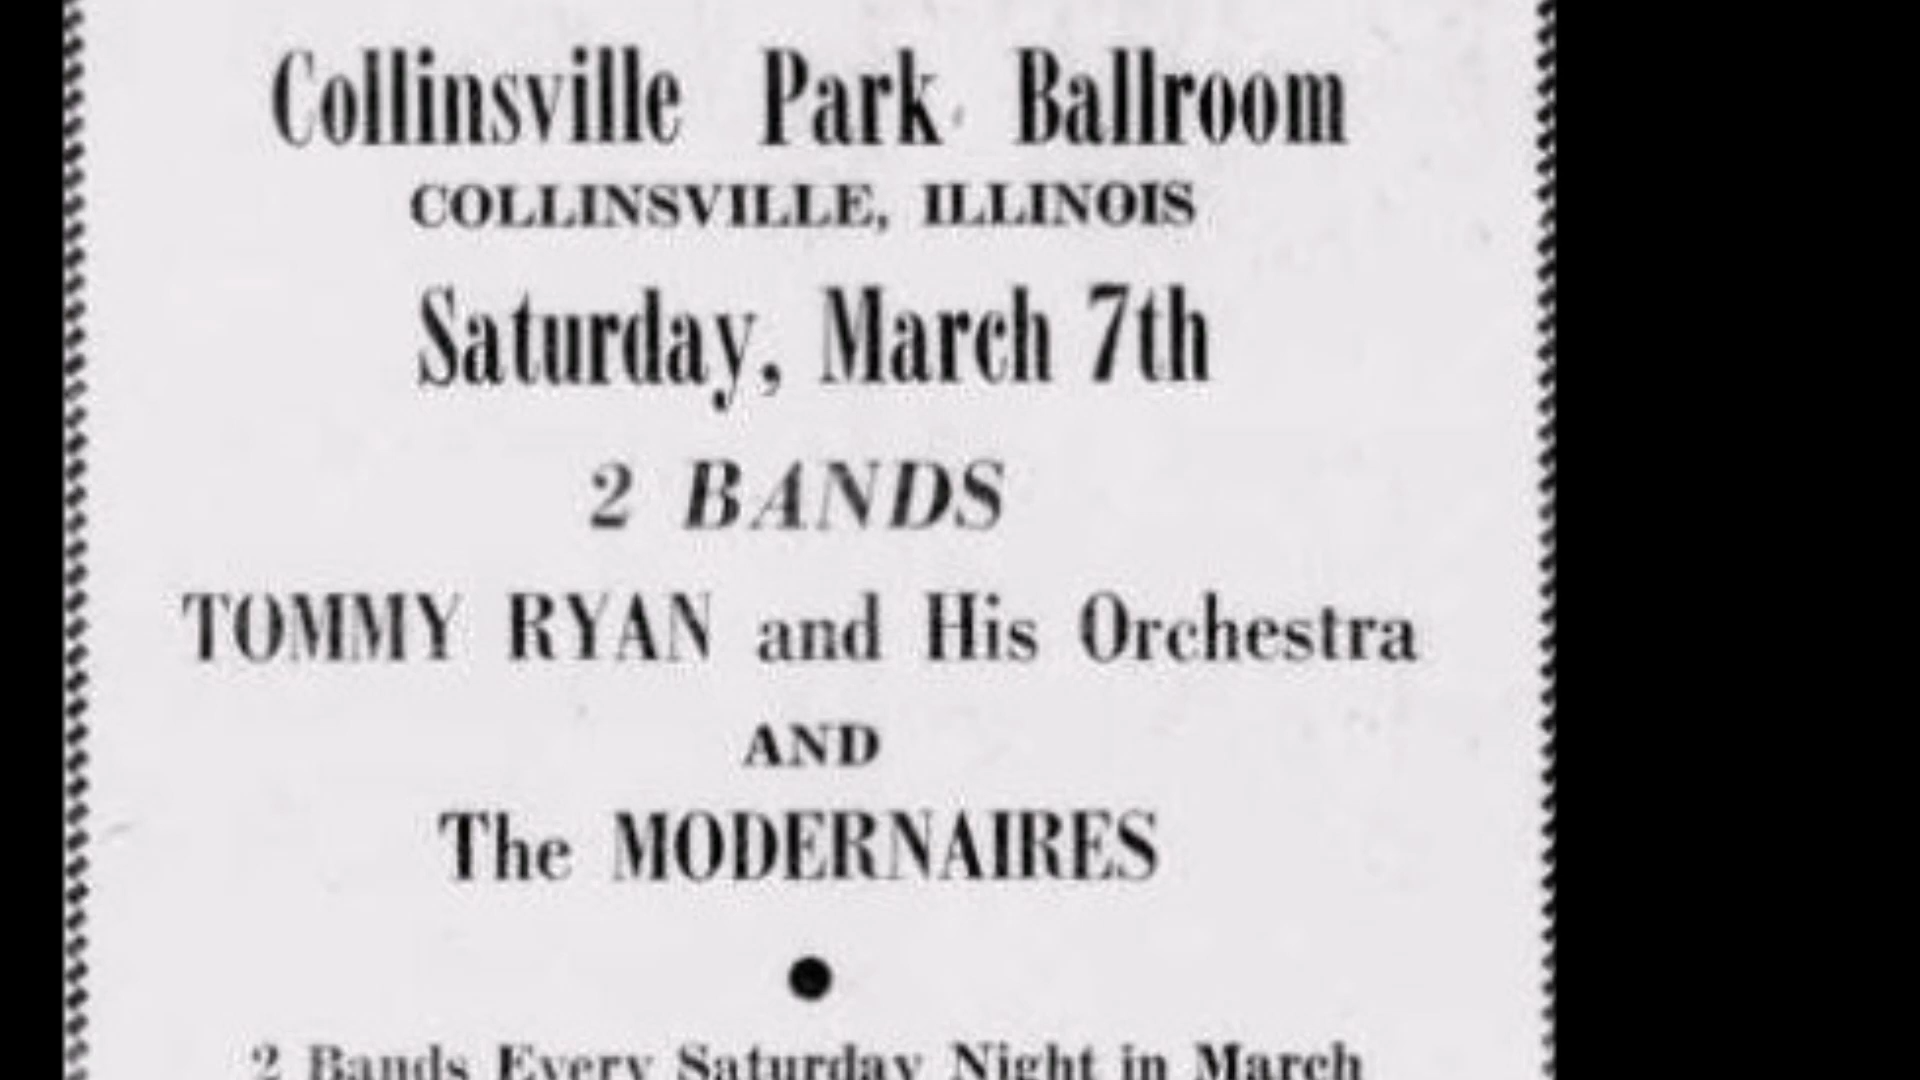 Collinsville Park Ballroom
COLLINSVILLE, ILLINOIS
Saturday, March 7th
2 BANDS
TOMMY RYAN and His Orchestra
AND
The MODERNAIRES
2 Bands Every Saturday Night in March